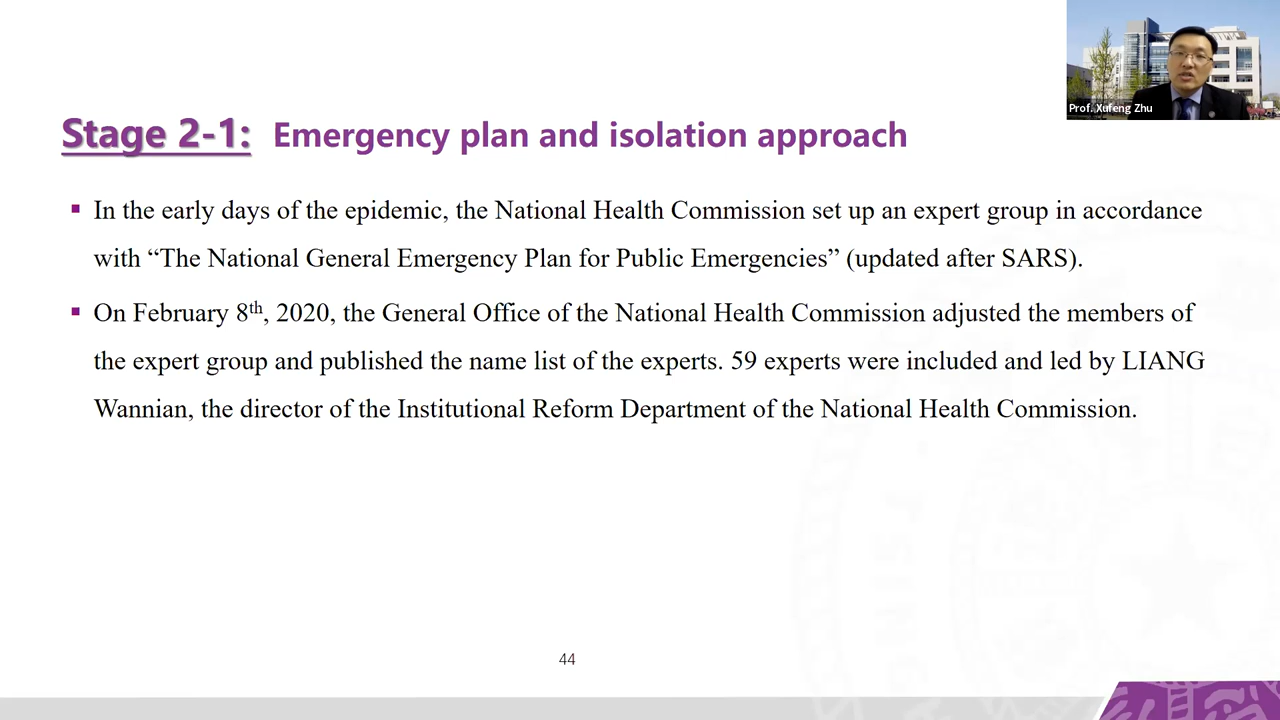 Prof. Xufeng Zhu
Stage 2-1: Emergency plan and isolation approach
▪ In the early days of the epidemic, the National Health Commission set up an expert group in accordance
with “The National General Emergency Plan for Public Emergencies” (updated after SARS).
▪ On February 8th, 2020, the General Office of the National Health Commission adjusted the members of
the expert group and published the name list of the experts. 59 experts were included and led by LIANG
Wannian, the director of the Institutional Reform Department of the National Health Commission.
44